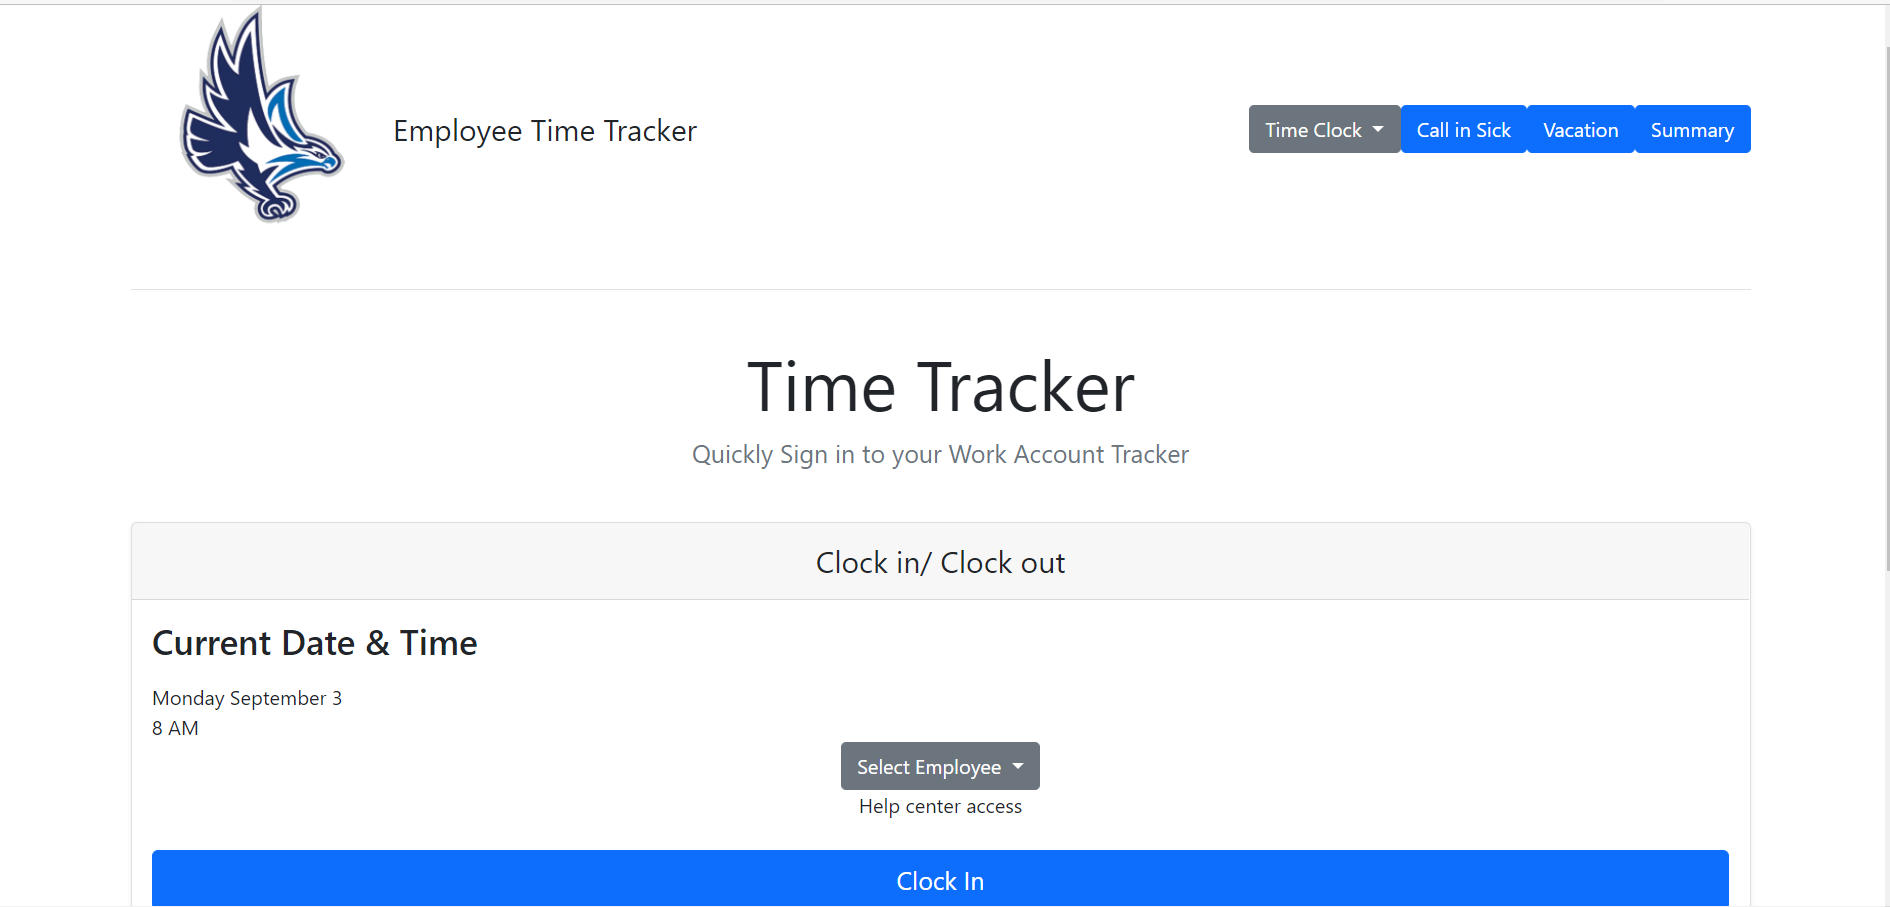 Employee Time Tracker
Time Clock Call in Sick Vacation Summary
Time Tracker
Quickly Sign in to your Work Account Tracker
Clock in/ Clock out
Current Date & Time
Monday September 3
8 AM
Select Employee
Help center access
Clock In